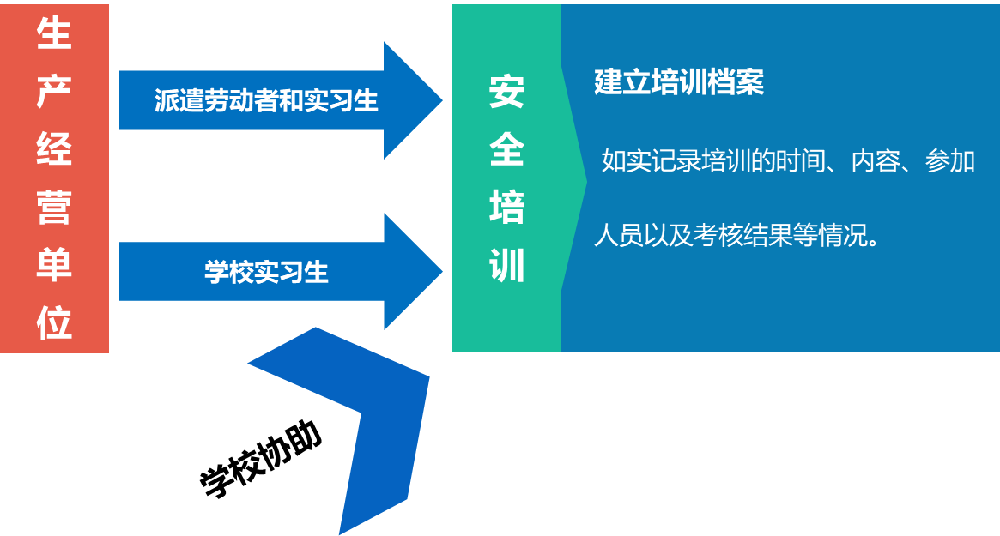 生产经营单位
派遣劳动者和实习生
学校实习生
学校协助
安全培训
建立培训档案
如实记录培训的时间、内容、参加
人员以及考核结果等情况。